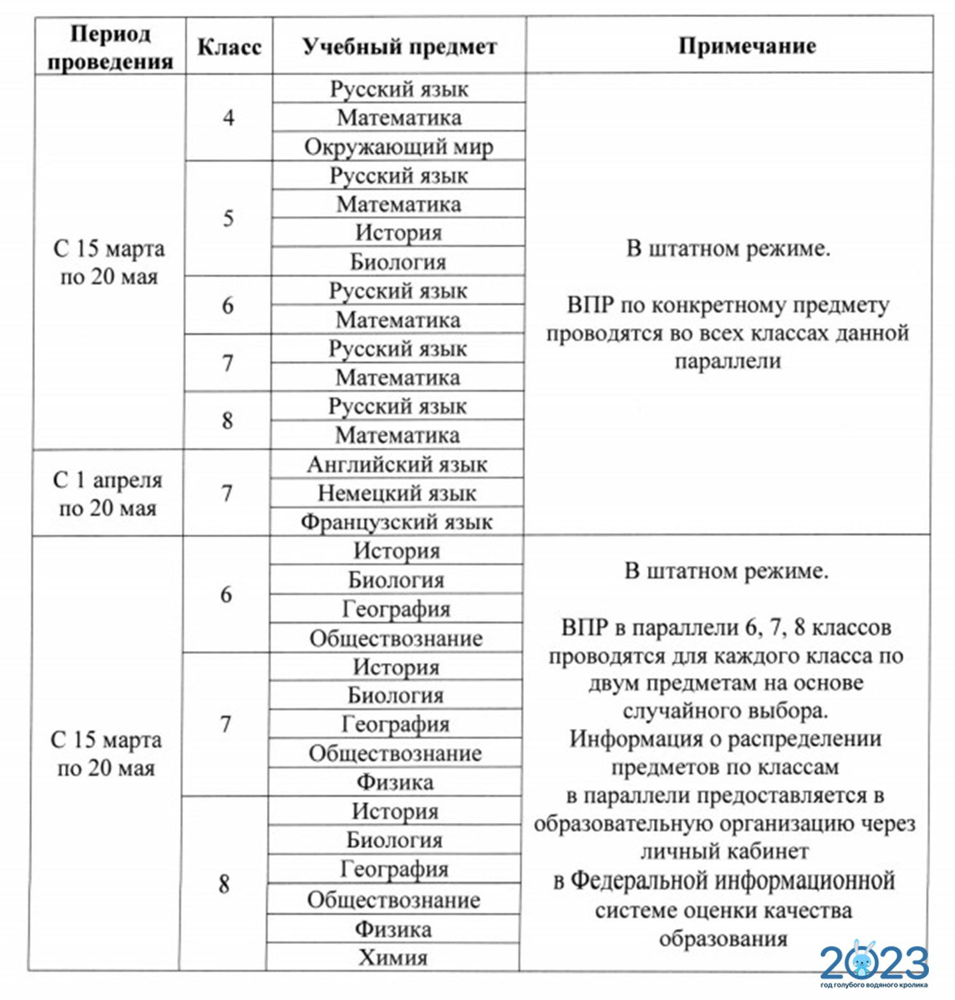 Период
проведения
Класс
Учебный предмет
Примечание
С 15 марта
по 20 мая
4
Русский язык
Математика
Окружающий мир
5
Русский язык
Математика
История
Биология
6
Русский язык
Математика
7
Русский язык
Математика
8
Русский язык
Математика
С 1 апреля
по 20 мая
7
Английский язык
Немецкий язык
Французский язык
В штатном режиме.
ВПР по конкретному предмету
проводятся во всех классах данной
параллели
С 15 марта
по 20 мая
6
История
Биология
География
Обществознание
7
История
Биология
География
Обществознание
Физика
8
История
Биология
География
Обществознание
Физика
Химия
В штатном режиме.
ВПР в параллели 6, 7, 8 классов
проводятся для каждого класса по
двум предметам на основе
случайного выбора.
Информация о распределении
предметов по классам
в параллели предоставляется в
образовательную организацию через
личный кабинет
в Федеральной информационной
системе оценки качества
образования
2023
год голубого водяного кролика